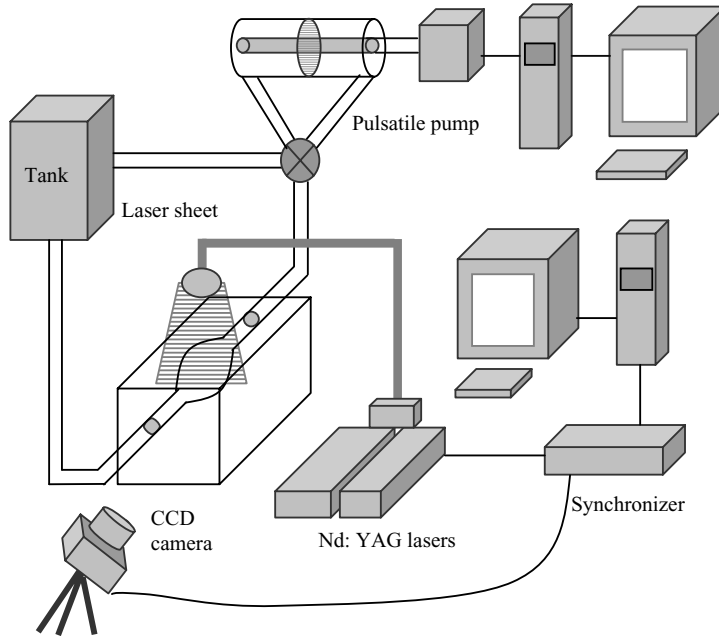 Pulsatile pump
Tank
Laser sheet
CCD
camera
Nd: YAG lasers
Synchronizer